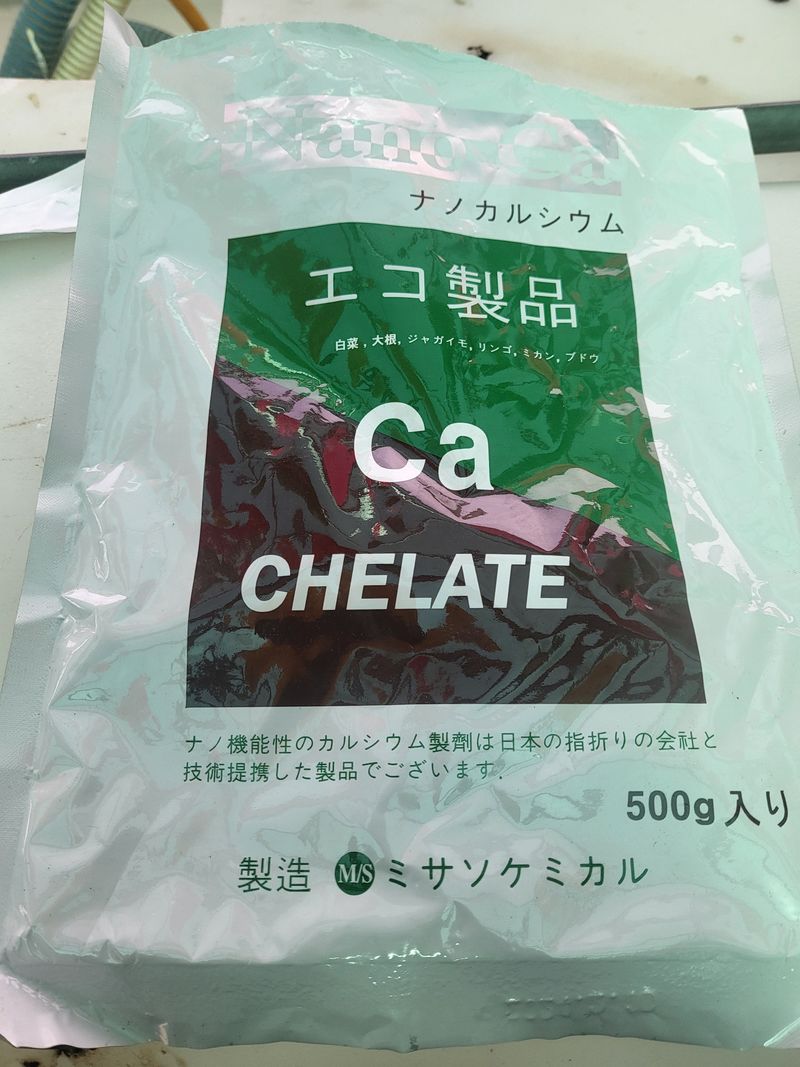 Nano-Ca
ナノカルシウム
エコ製品
白菜, 大根, ジャガイモ, リンゴ, ミカン, ブドウ
Ca
CHELATE
ナノ機能性のカルシウム製劑は日本の指折りの会社と
技術提携した製品でございます.
500g入り
製造 M/S ミサソケミカル